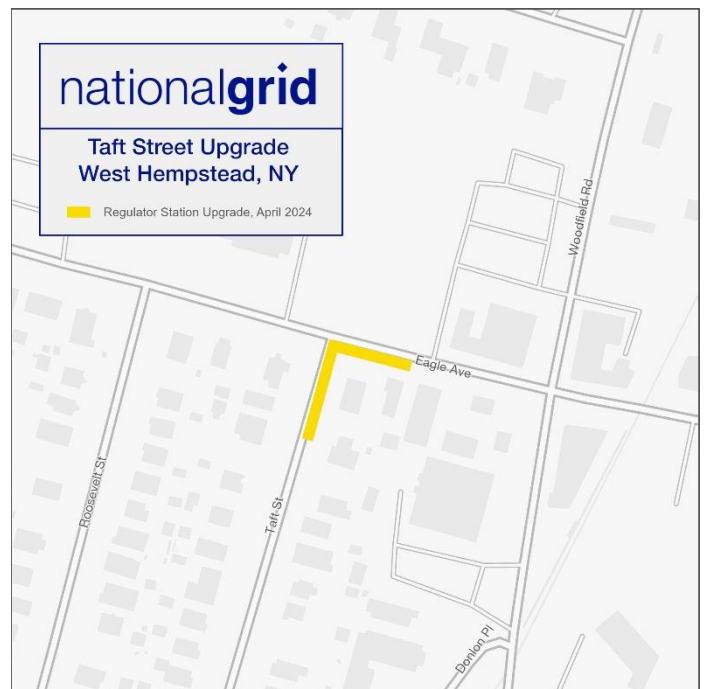 nationalgrid
Taft Street Upgrade
West Hempstead, NY
Regulator Station Upgrade, April 2024
Woodfield Rd
Eagle Ave
Roosevelt St
Taft St
Donlon Pl